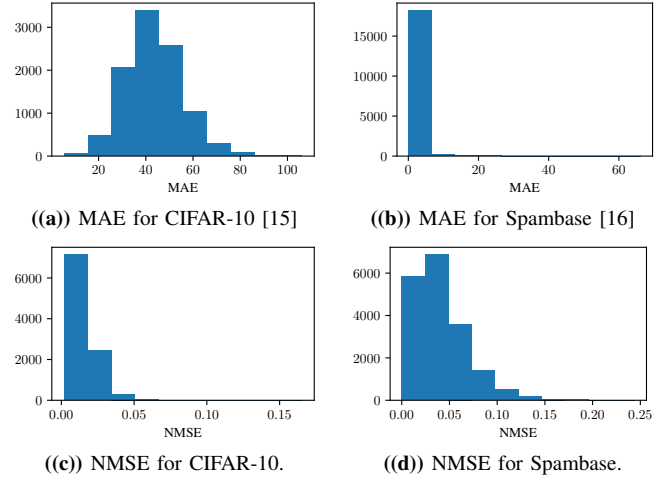 3000
2000
1000
0
20 40 60 80 100
MAE
((a)) MAE for CIFAR-10 [15]
15000
10000
5000
0
0 20 40 60
MAE
((b)) MAE for Spambase [16]
6000
4000
2000
0
0.00 0.05 0.10 0.15
NMSE
((c)) NMSE for CIFAR-10.
6000
4000
2000
0
0.00 0.05 0.10 0.15 0.20 0.25
NMSE
((d)) NMSE for Spambase.